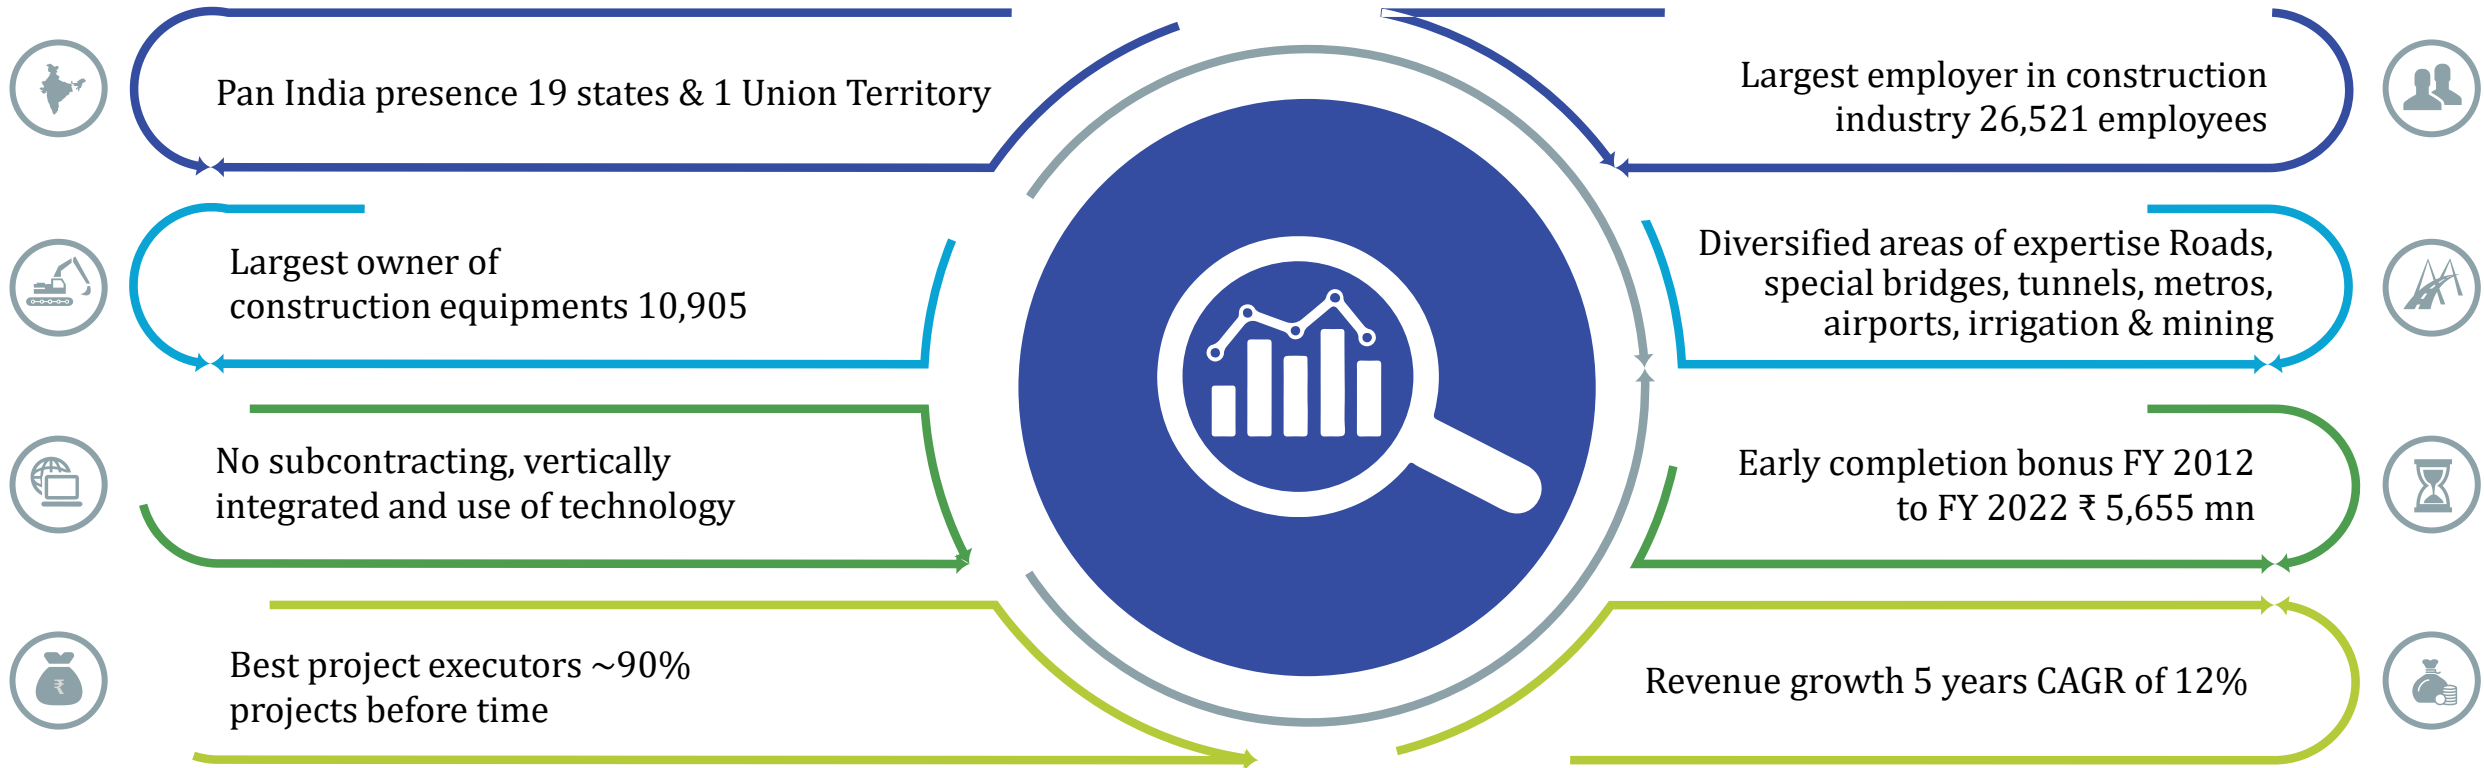 Pan India presence 19 states & 1 Union Territory
Largest owner of
construction equipments 10,905
No subcontracting, vertically
integrated and use of technology
Best project executors ~90%
projects before time
Largest employer in construction
industry 26,521 employees
Diversified areas of expertise Roads,
special bridges, tunnels, metros,
airports, irrigation & mining
Early completion bonus FY 2012
to FY 2022 ₹ 5,655 mn
Revenue growth 5 years CAGR of 12%
₹